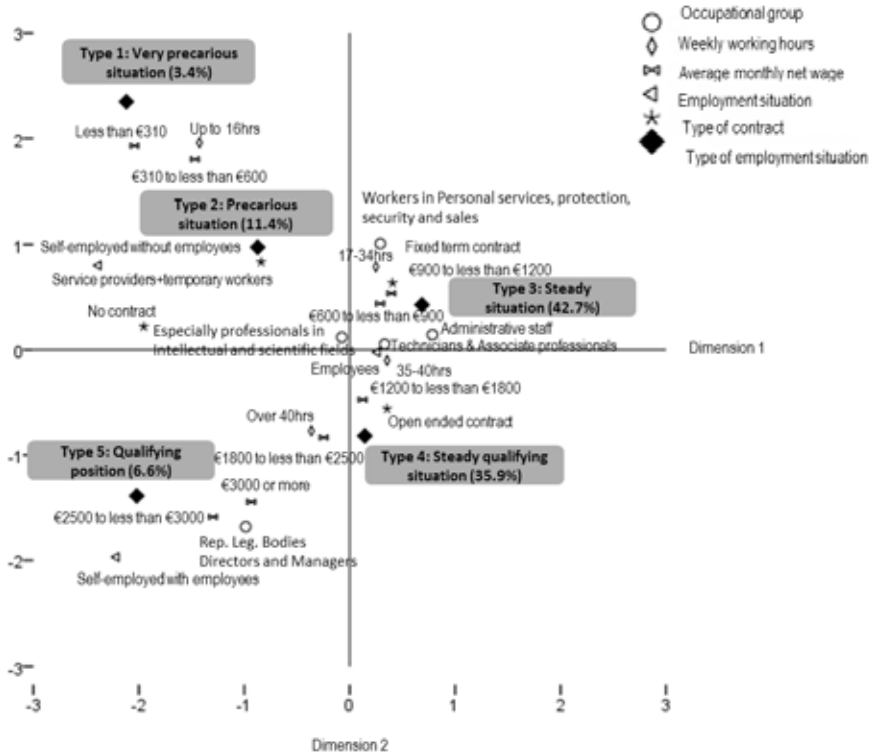 3
Type 1: Very precarious
situation (3.4%)
Occupational group
Weekly working hours
Average monthly net wage
Employment situation
Type of contract
Type of employment situation
2
Less than €310
Up to 16hrs
€310 to less than €600
Type 2: Precarious
situation (11.4%)
Workers in Personal services, protection,
security and sales
1
Self-employed without employees
Fixed term contract
17-34hrs
€900 to less than €1200
Service providers+temporary workers
Type 3: Steady
situation (42.7%)
No contract
€600 to less than €900
Especially professionals in
Intellectual and scientific fields
Administrative staff
Technicians & Associate professionals
0
Dimension 1
Employees
35-40hrs
€1200 to less than €1800
Over 40hrs
Open ended contract
-1
Type 5: Qualifying
position (6.6%)
€1800 to less than €2500
Type 4: Steady qualifying
situation (35.9%)
€3000 or more
€2500 to less than €3000
Rep. Leg. Bodies
Directors and Managers
-2
Self-employed with employees
-3
-3
-2
-1
0
1
2
3
Dimension 2